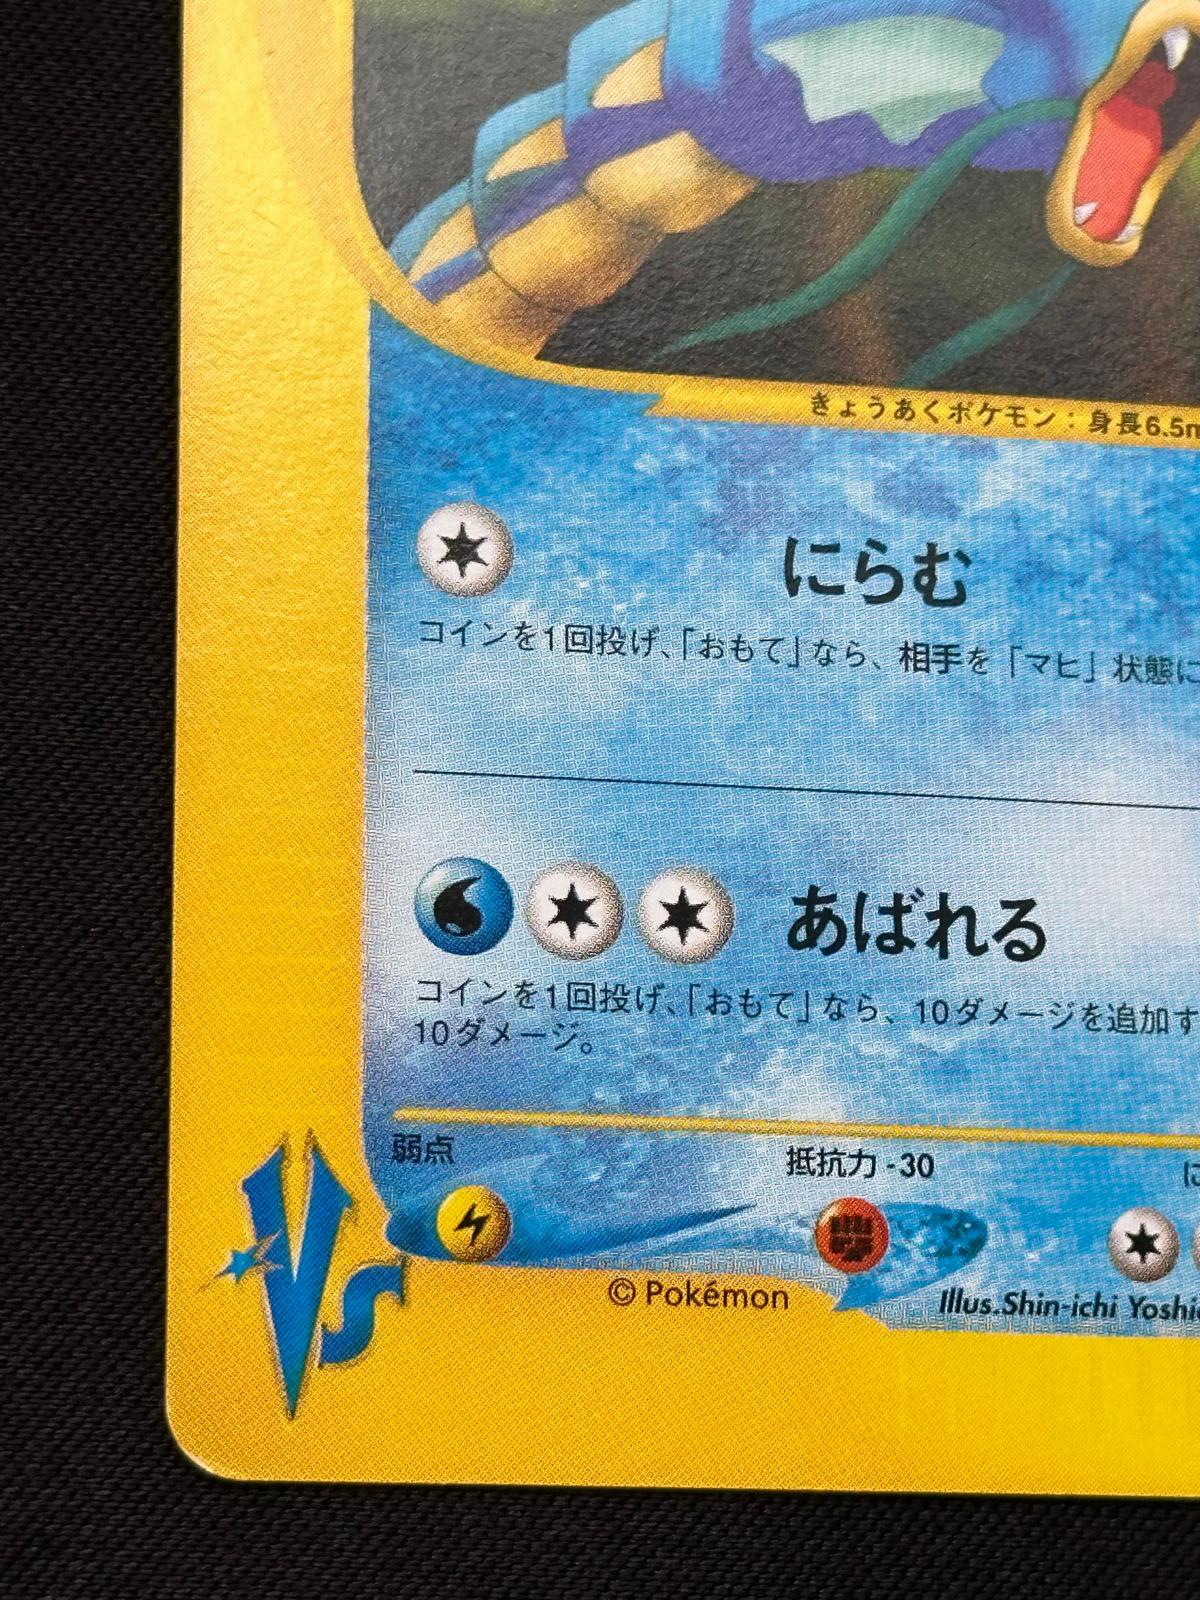 きょうあくポケモン：身長6.5m
にらむ
コインを1回投げ、「おもて」なら、相手を「マヒ」状態に
あばれる
コインを1回投げ、「おもて」なら、10ダメージを追加す
10ダメージ。
弱点
抵抗力 -30
に
© Pokémon
Illus.Shin-ichi Yoshi
Vs